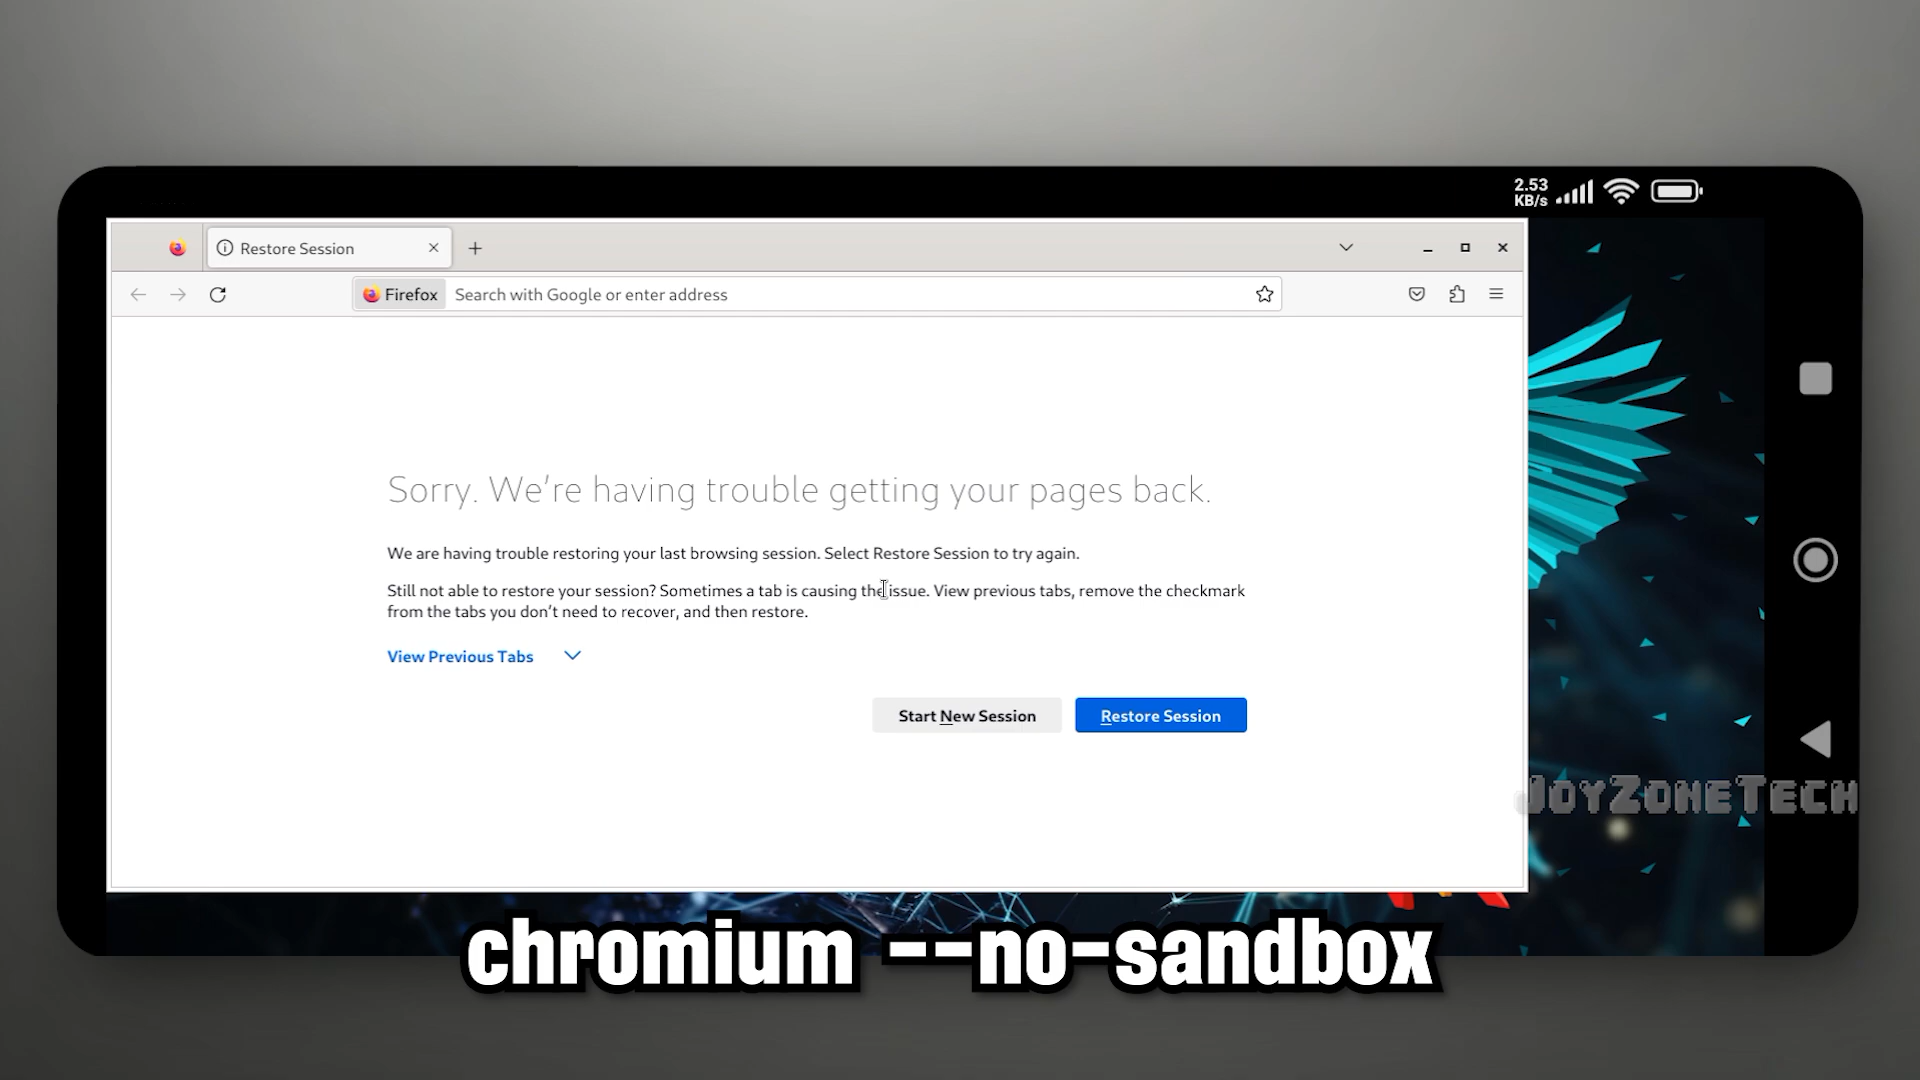 2.53
KB/s
Restore Session
Firefox Search with Google or enter address
Sorry. We're having trouble getting your pages back.
We are having trouble restoring your last browsing session. Select Restore Session to try again.
Still not able to restore your session? Sometimes a tab is causing the issue. View previous tabs, remove the checkmark
from the tabs you don't need to recover, and then restore.
View Previous Tabs
Start New Session Restore Session
JoyZoneTech
chromium --no-sandbox